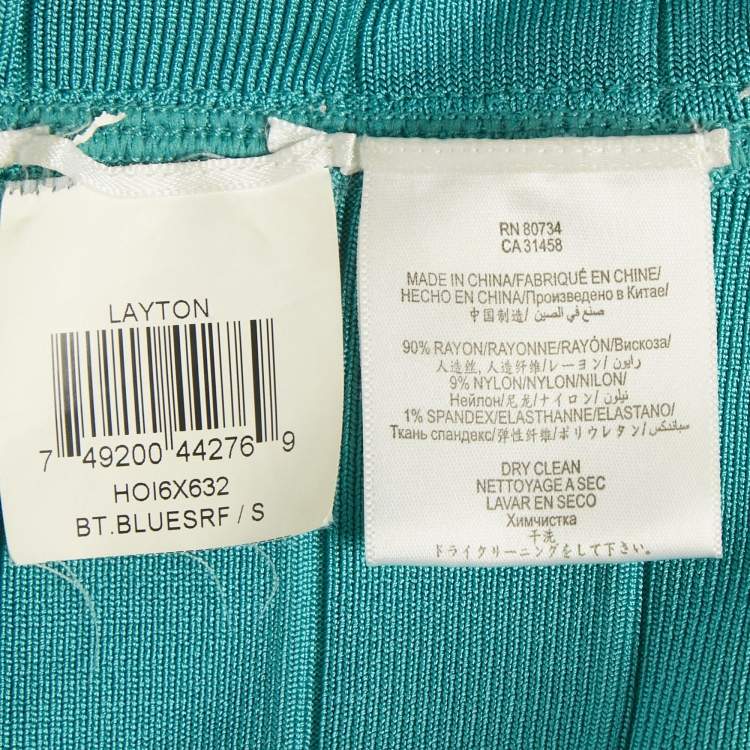 LAYTON
7 49200 44276 9
HOI6X632
BT.BLUESRF / S
RN 80734
CA 31458
MADE IN CHINA/FABRIQUÉ EN CHINE/
HECHO EN CHINA/Произведено в Китае/
中国制造/ صنع في الصين
90% RAYON/RAYONNE/RAYÓN/Вискоза/
人造丝, 人造纤维/レーヨン/ رايون
9% NYLON/NYLON/NILON/
Нейлон/尼龙/ナイロン/ نيلون
1% SPANDEX/ELASTHANNE/ELASTANO/
Ткань спандекс/弹性纤维/ポリウレタン/ سباندكس
DRY CLEAN
NETTOYAGE A SEC
LAVAR EN SECO
Химчистка
干洗
ドライクリーニングをして下さい。